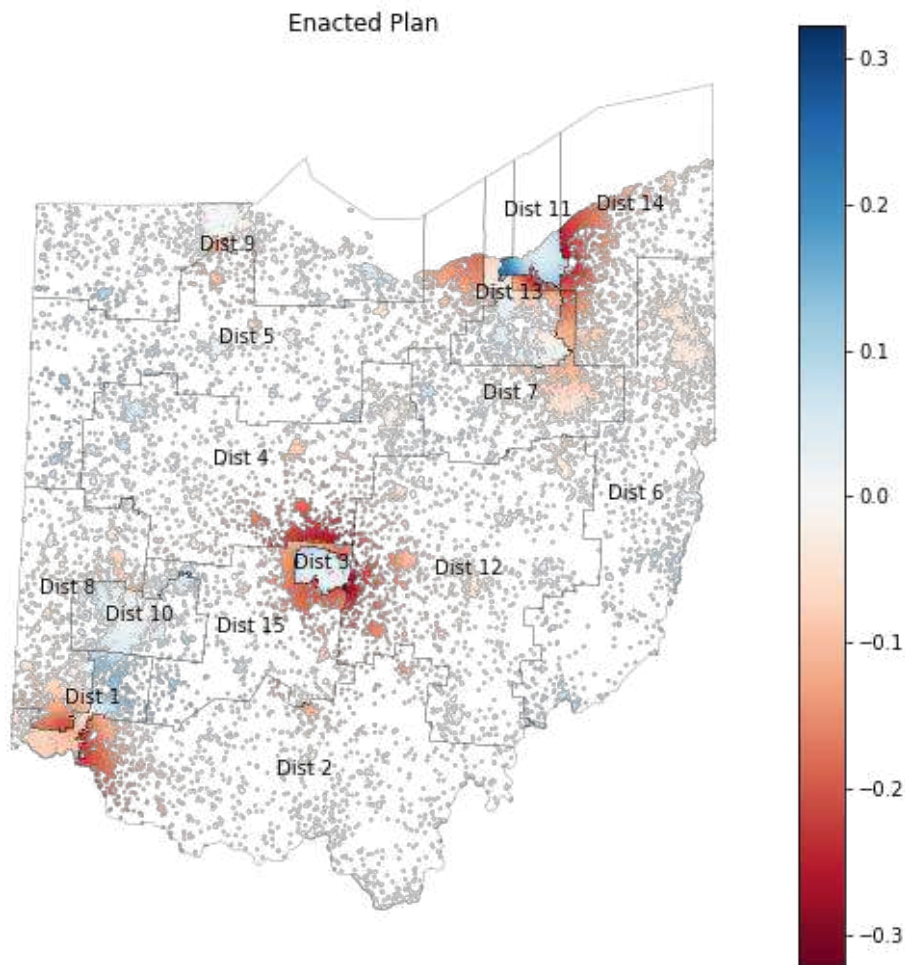 Enacted Plan
0.3
0.2
0.1
0.0
−0.1
−0.2
−0.3
Dist 11
Dist 14
Dist 9
Dist 13
Dist 5
Dist 7
Dist 4
Dist 6
Dist 3
Dist 12
Dist 8
Dist 10
Dist 15
Dist 1
Dist 2